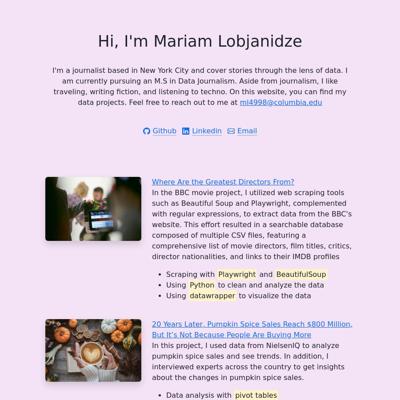 Hi, I'm Mariam Lobjanidze
I'm a journalist based in New York City and cover stories through the lens of data. I
am currently pursuing an M.S in Data Journalism. Aside from journalism, I like
traveling, writing fiction, and listening to techno. On this website, you can find my
data projects. Feel free to reach out to me at ml4998@columbia.edu
Github Linkedin Email
Where Are the Greatest Directors From?
In the BBC movie project, I utilized web scraping tools
such as Beautiful Soup and Playwright, complemented
with regular expressions, to extract data from the BBC's
website. This effort resulted in a searchable database
composed of multiple CSV files, featuring a
comprehensive list of movie directors, film titles, critics,
director nationalities, and links to their IMDB profiles
• Scraping with Playwright and BeautifulSoup
• Using Python to clean and analyze the data
• Using datawrapper to visualize the data
20 Years Later, Pumpkin Spice Sales Reach $800 Million,
But It's Not Because People Are Buying More
In this project, I used data from NielsenIQ to analyze
pumpkin spice sales and see trends. In addition, I
interviewed experts across the country to get insights
about the changes in pumpkin spice sales.
• Data analysis with pivot tables